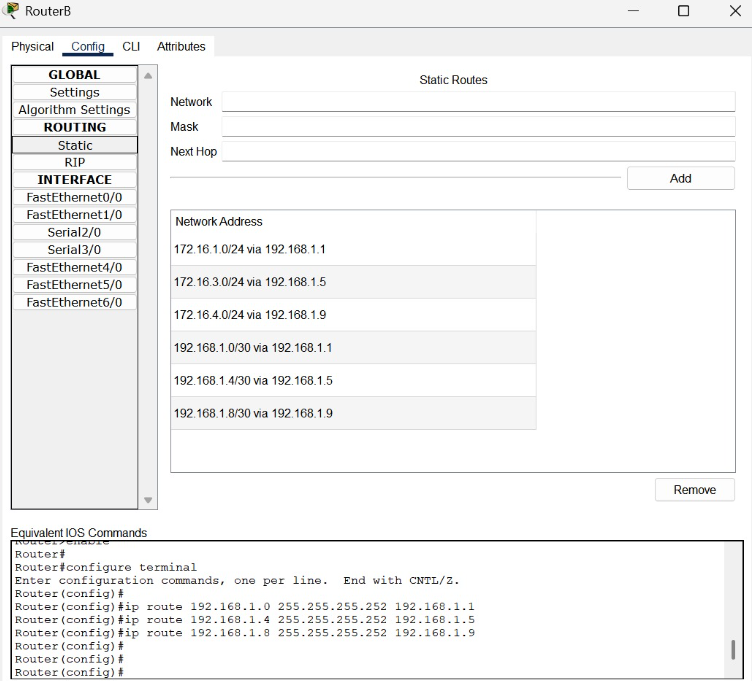 RouterB
Physical Config CLI Attributes
GLOBAL
Settings
Algorithm Settings
ROUTING
Static
RIP
INTERFACE
FastEthernet0/0
FastEthernet1/0
Serial2/0
Serial3/0
FastEthernet4/0
FastEthernet5/0
FastEthernet6/0
Static Routes
Network
Mask
Next Hop
Add
Network Address
172.16.1.0/24 via 192.168.1.1
172.16.3.0/24 via 192.168.1.5
172.16.4.0/24 via 192.168.1.9
192.168.1.0/30 via 192.168.1.1
192.168.1.4/30 via 192.168.1.5
192.168.1.8/30 via 192.168.1.9
Remove
Equivalent IOS Commands
Router>enable
Router#
Router#configure terminal
Enter configuration commands, one per line.  End with CNTL/Z.
Router(config)#
Router(config)#ip route 192.168.1.0 255.255.255.252 192.168.1.1
Router(config)#ip route 192.168.1.4 255.255.255.252 192.168.1.5
Router(config)#ip route 192.168.1.8 255.255.255.252 192.168.1.9
Router(config)#
Router(config)#
Router(config)#